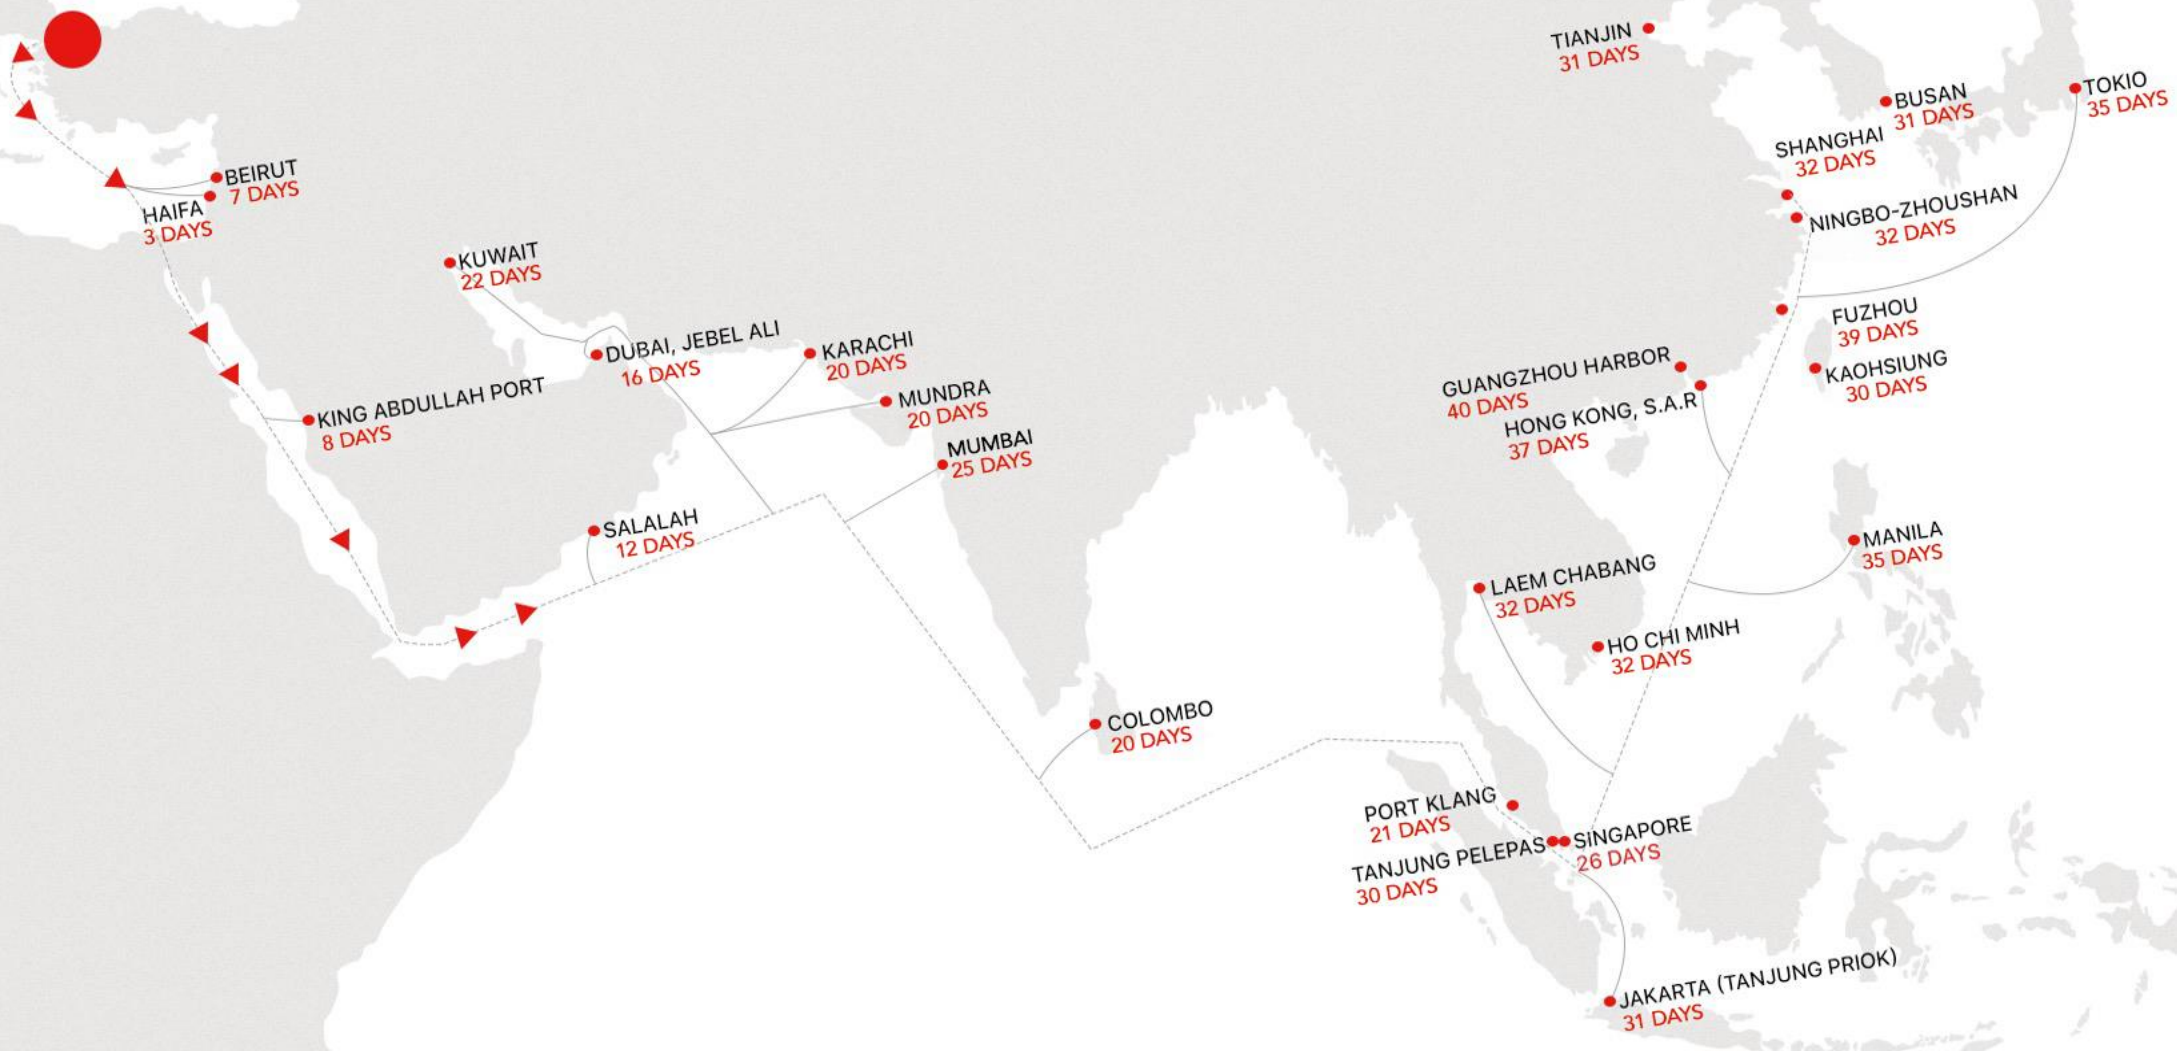 TIANJIN
31 DAYS
TOKIO
35 DAYS
BUSAN
31 DAYS
SHANGHAI
32 DAYS
BEIRUT
7 DAYS
HAIFA
3 DAYS
NINGBO-ZHOUSHAN
32 DAYS
KUWAIT
22 DAYS
DUBAI, JEBEL ALI
16 DAYS
KARACHI
20 DAYS
FUZHOU
39 DAYS
KING ABDULLAH PORT
8 DAYS
MUNDRA
20 DAYS
GUANGZHOU HARBOR
40 DAYS
KAOHSIUNG
30 DAYS
HONG KONG, S.A.R
37 DAYS
MUMBAI
25 DAYS
SALALAH
12 DAYS
MANILA
35 DAYS
LAEM CHABANG
32 DAYS
HO CHI MINH
32 DAYS
COLOMBO
20 DAYS
PORT KLANG
21 DAYS
SINGAPORE
26 DAYS
TANJUNG PELEPAS
30 DAYS
JAKARTA (TANJUNG PRIOK)
31 DAYS